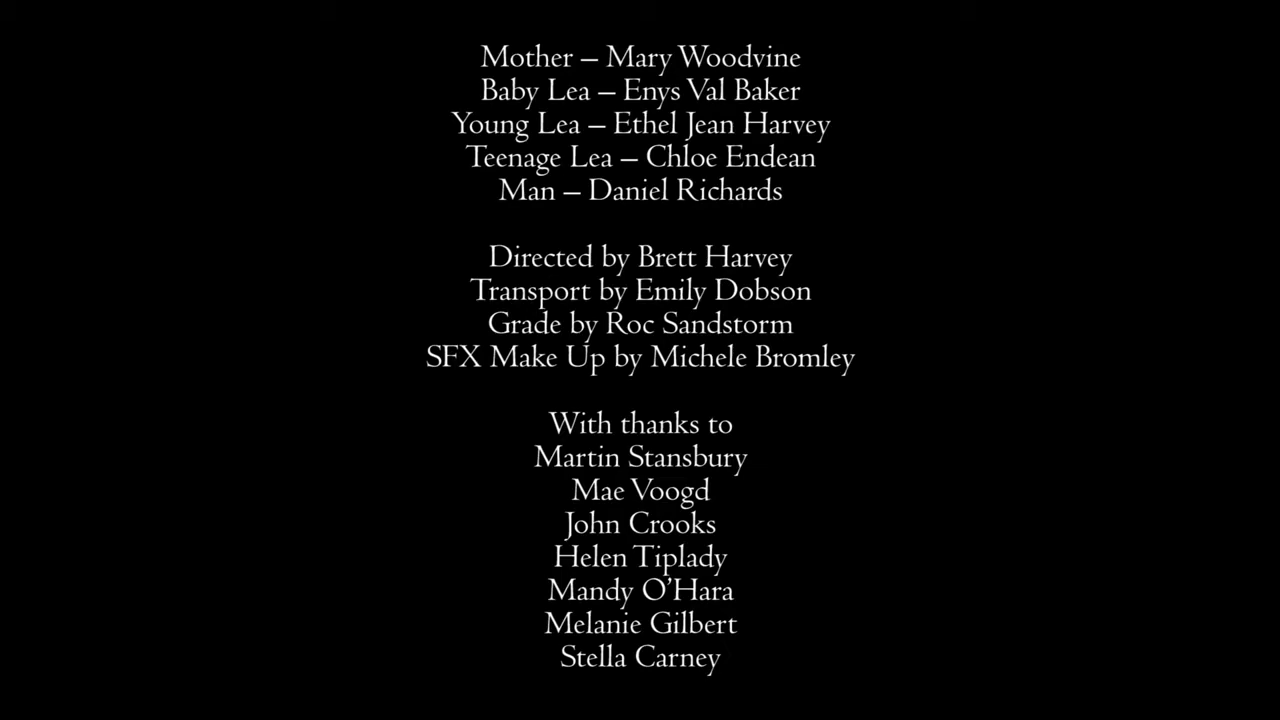 Mother – Mary Woodvine
Baby Lea – Enys Val Baker
Young Lea – Ethel Jean Harvey
Teenage Lea – Chloe Endean
Man – Daniel Richards
Directed by Brett Harvey
Transport by Emily Dobson
Grade by Roc Sandstorm
SFX Make Up by Michele Bromley
With thanks to
Martin Stansbury
Mae Voogd
John Crooks
Helen Tiplady
Mandy O’Hara
Melanie Gilbert
Stella Carney